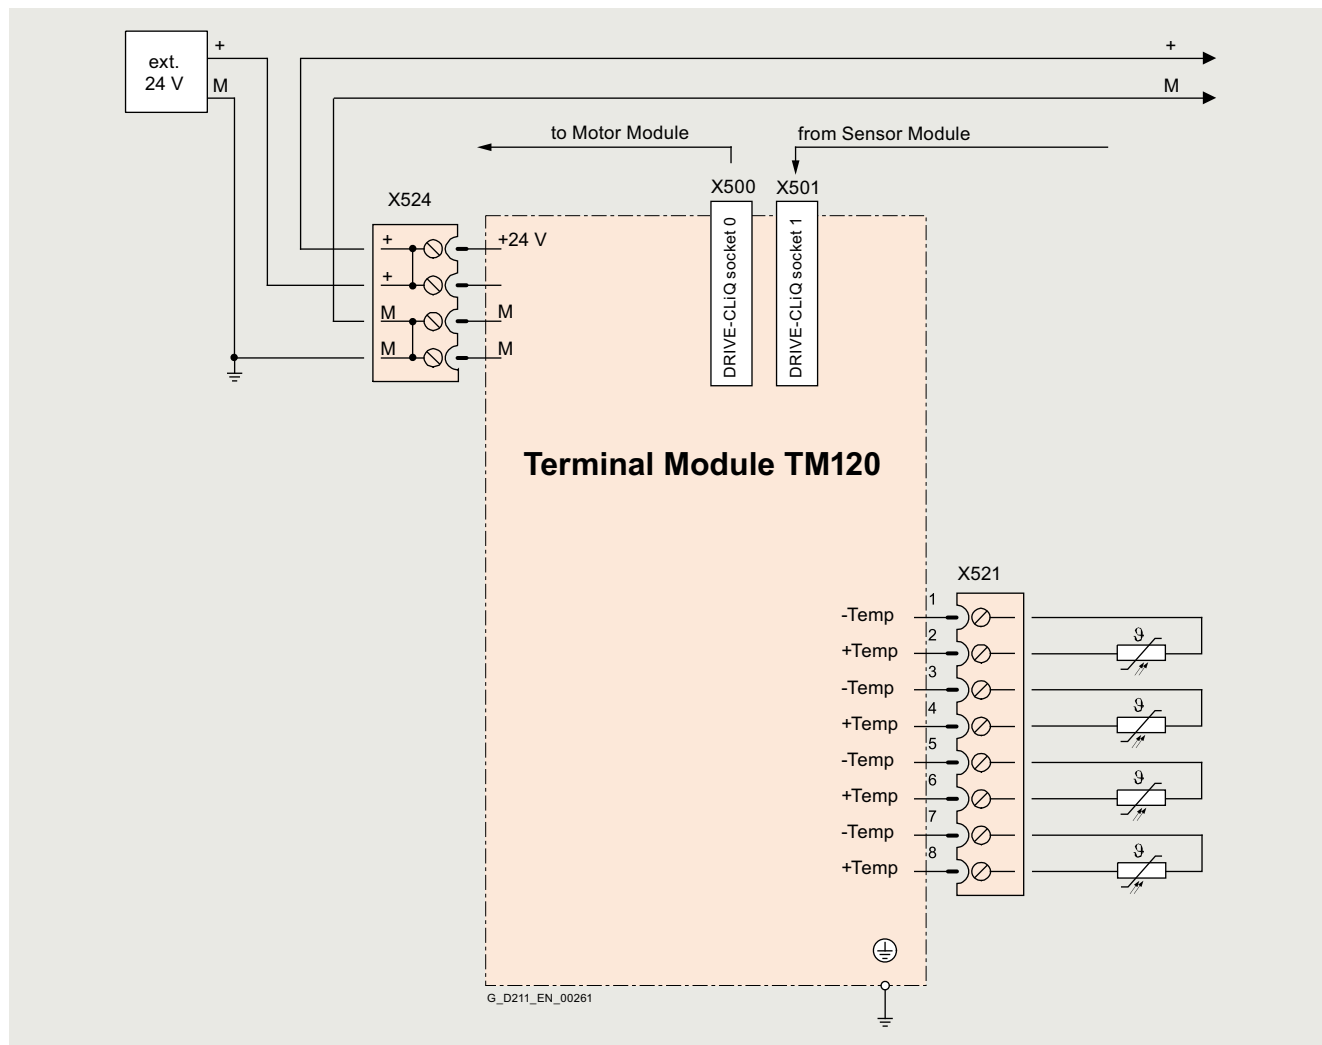 ext.
24 V
+
M
+
M
to Motor Module
from Sensor Module
X500
X501
X524
DRIVE-CLiQ socket 0
DRIVE-CLiQ socket 1
+
+24 V
+
M
M
M
M
Terminal Module TM120
X521
-Temp
1
+Temp
2
ϑ
-Temp
3
+Temp
4
ϑ
-Temp
5
+Temp
6
ϑ
-Temp
7
+Temp
8
ϑ
G_D211_EN_00261